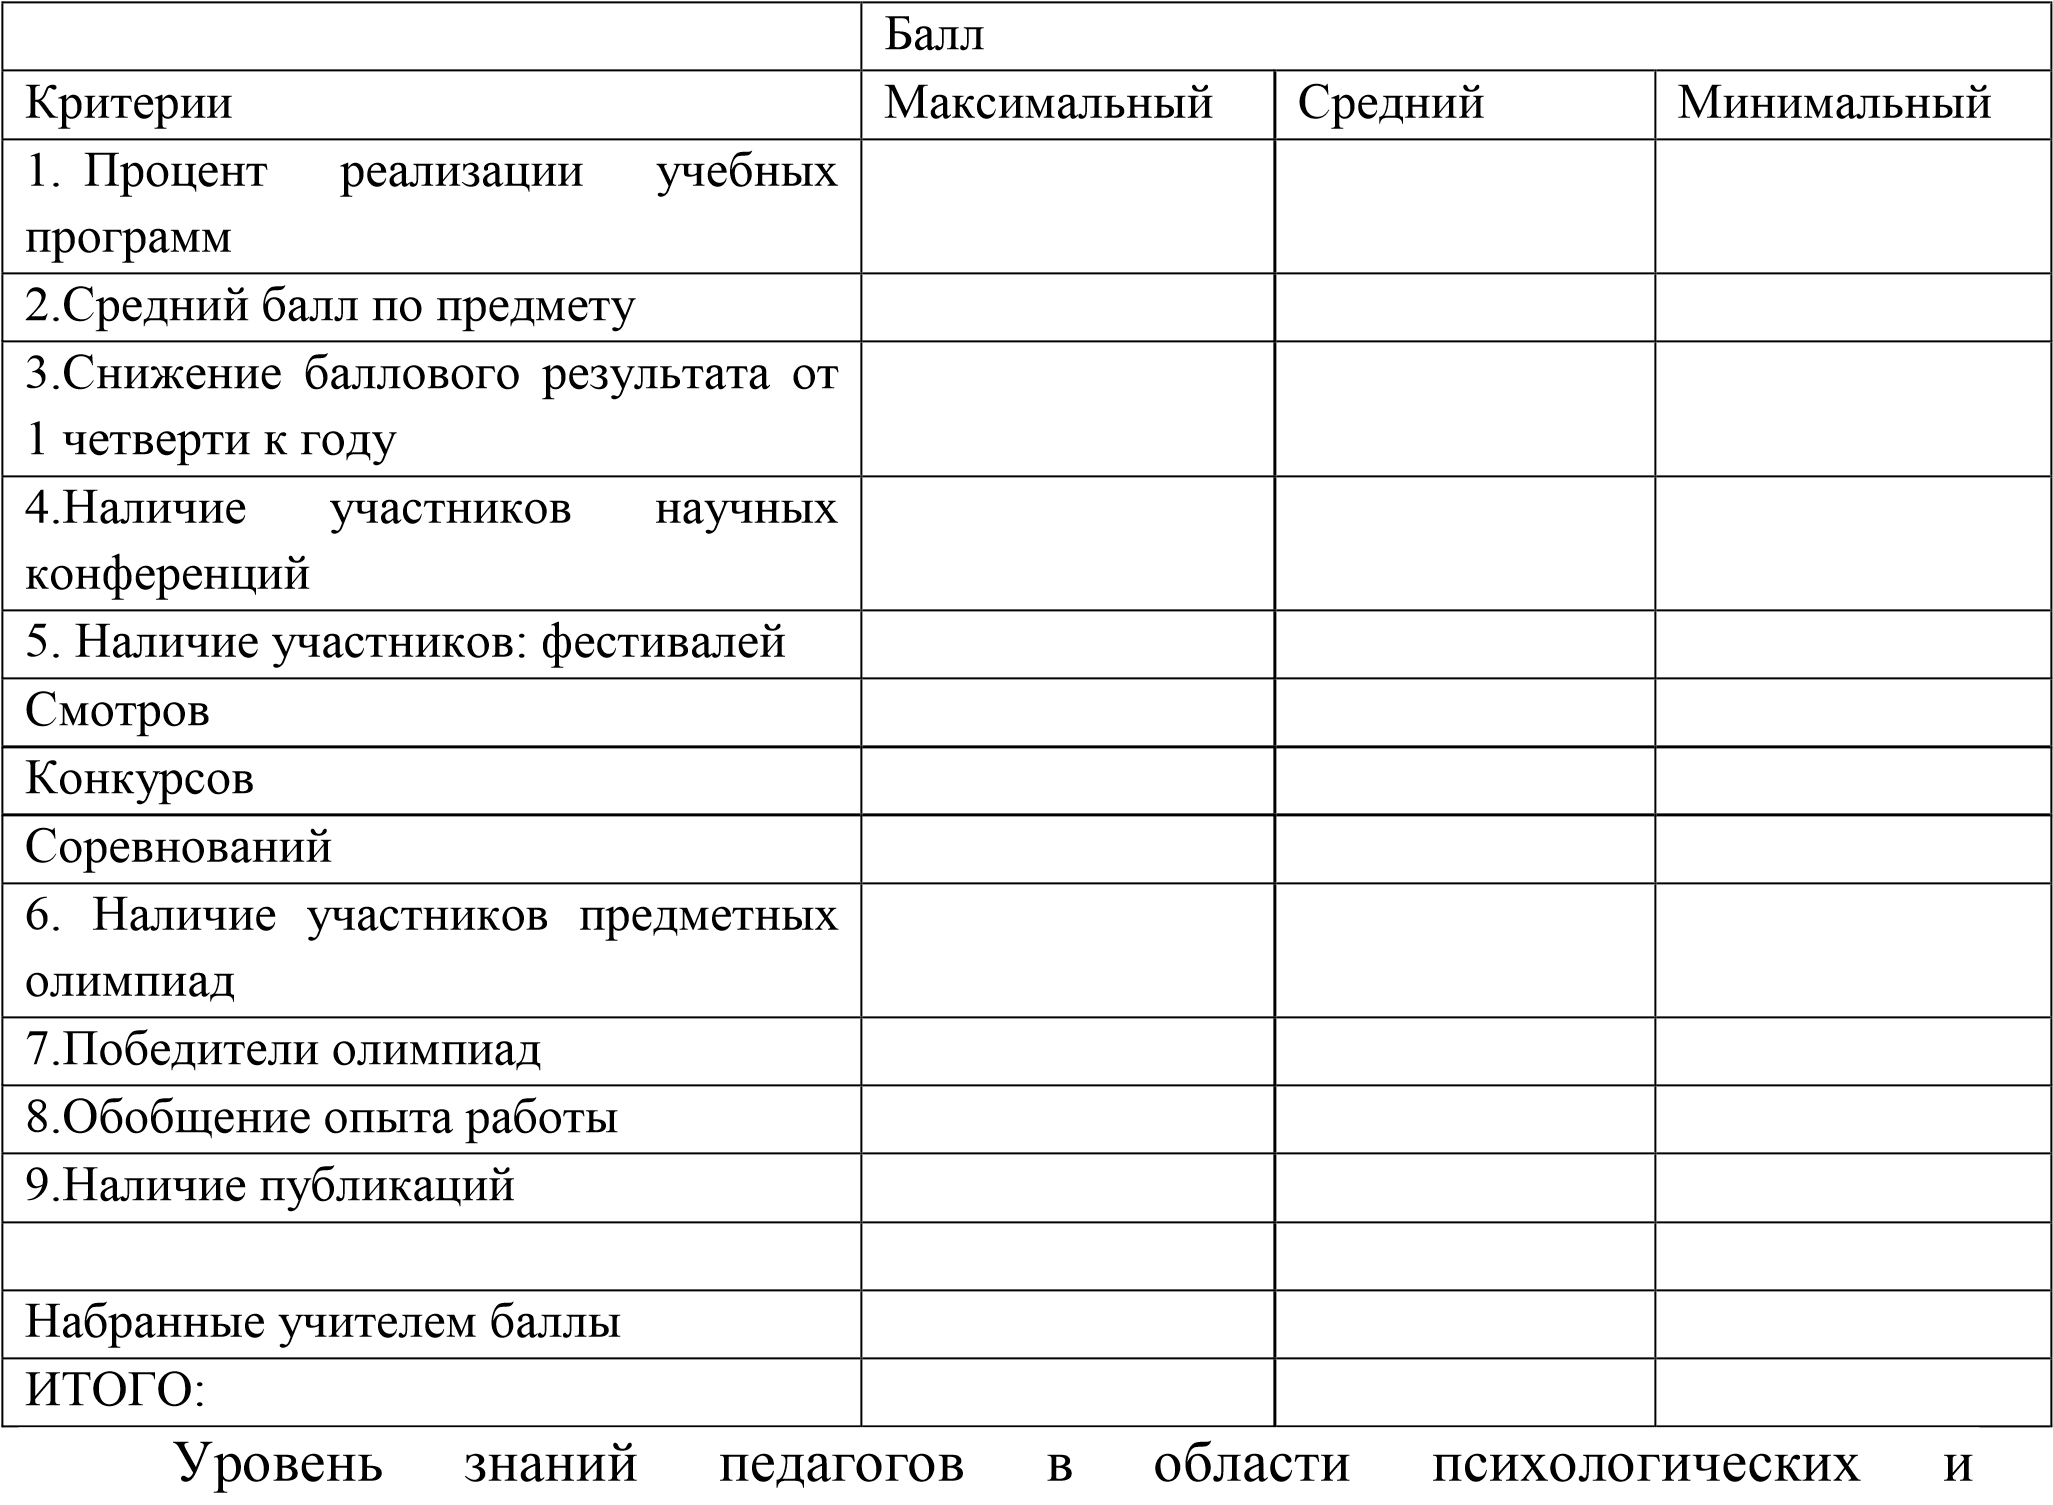 Балл
Критерии Максимальный Средний Минимальный
1. Процент реализации учебных
программ
2.Средний балл по предмету
3.Снижение баллового результата от
1 четверти к году
4.Наличие участников научных
конференций
5. Наличие участников: фестивалей
Смотров
Конкурсов
Соревнований
6. Наличие участников предметных
олимпиад
7.Победители олимпиад
8.Обобщение опыта работы
9.Наличие публикаций
Набранные учителем баллы
ИТОГО:
Уровень знаний педагогов в области психологических и